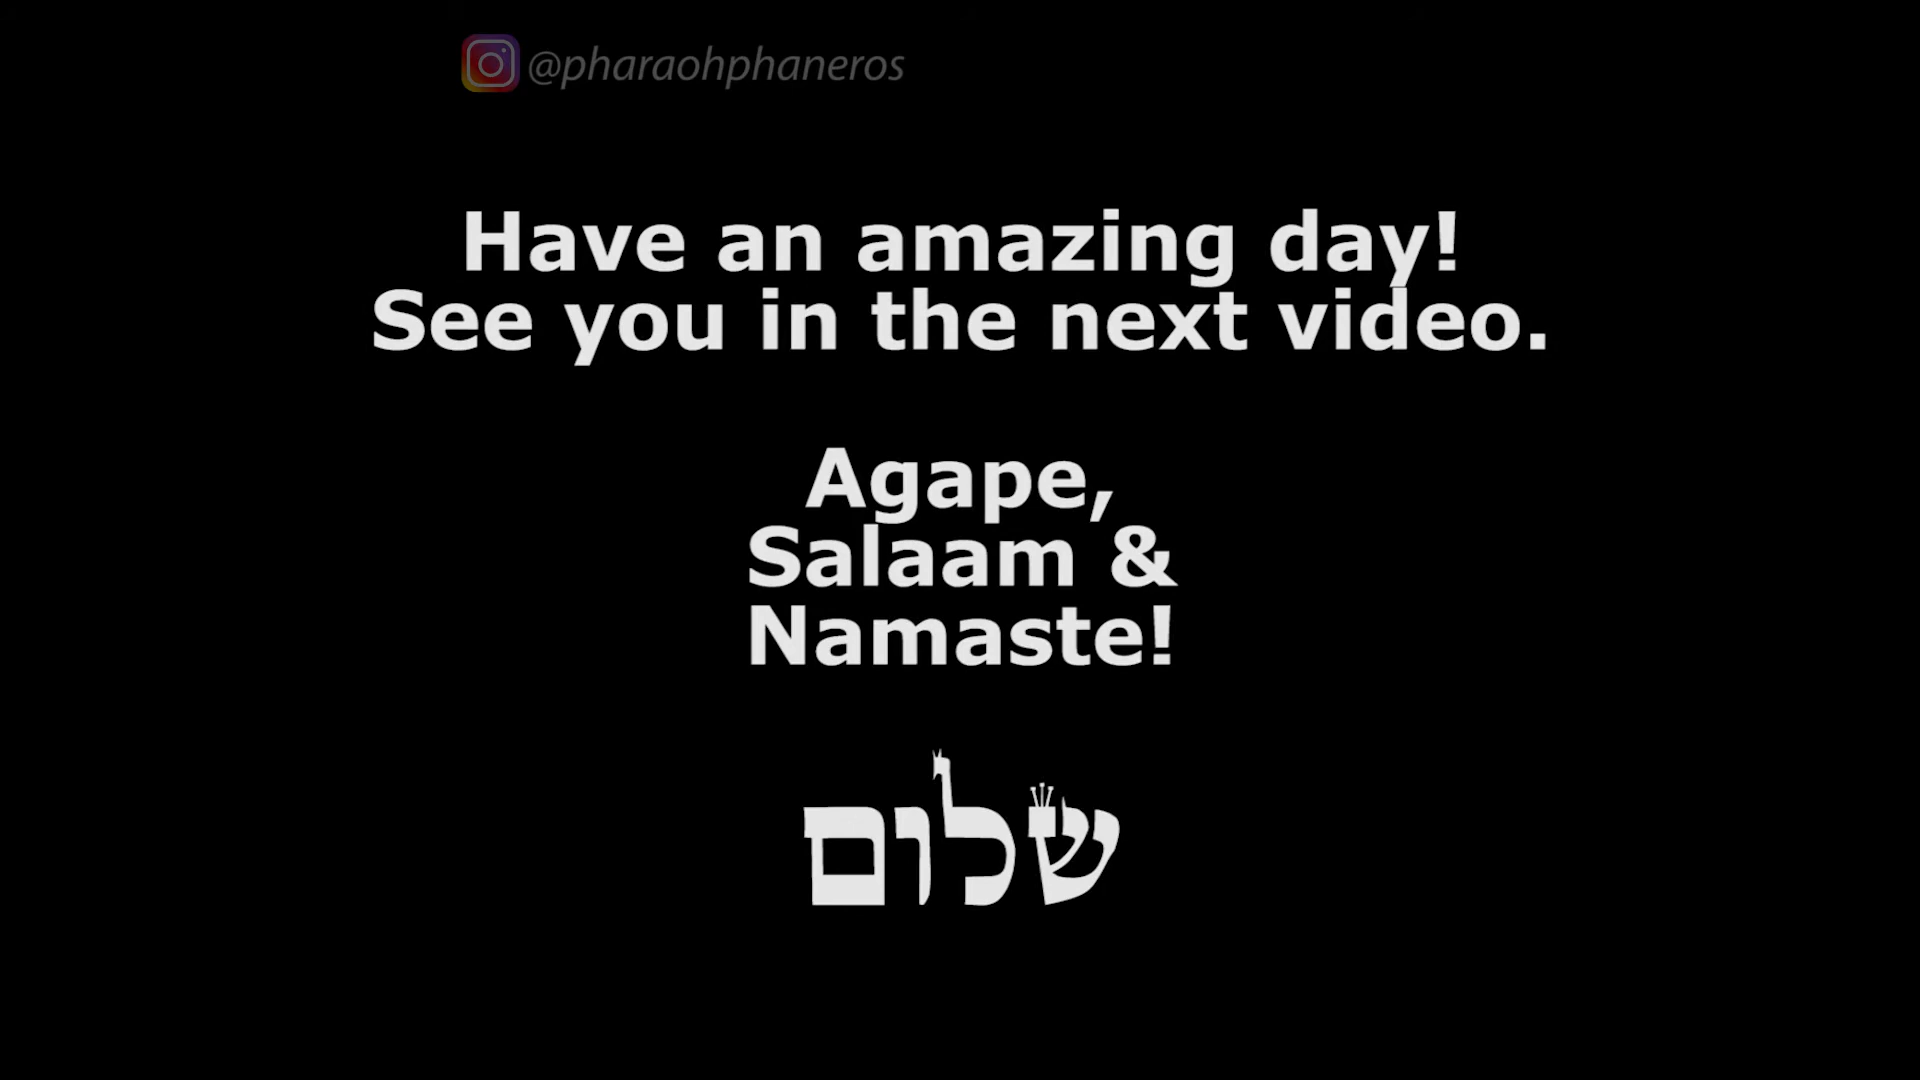 @pharaohphaneros
Have an amazing day!
See you in the next video.
Agape,
Salaam &
Namaste!
שלום